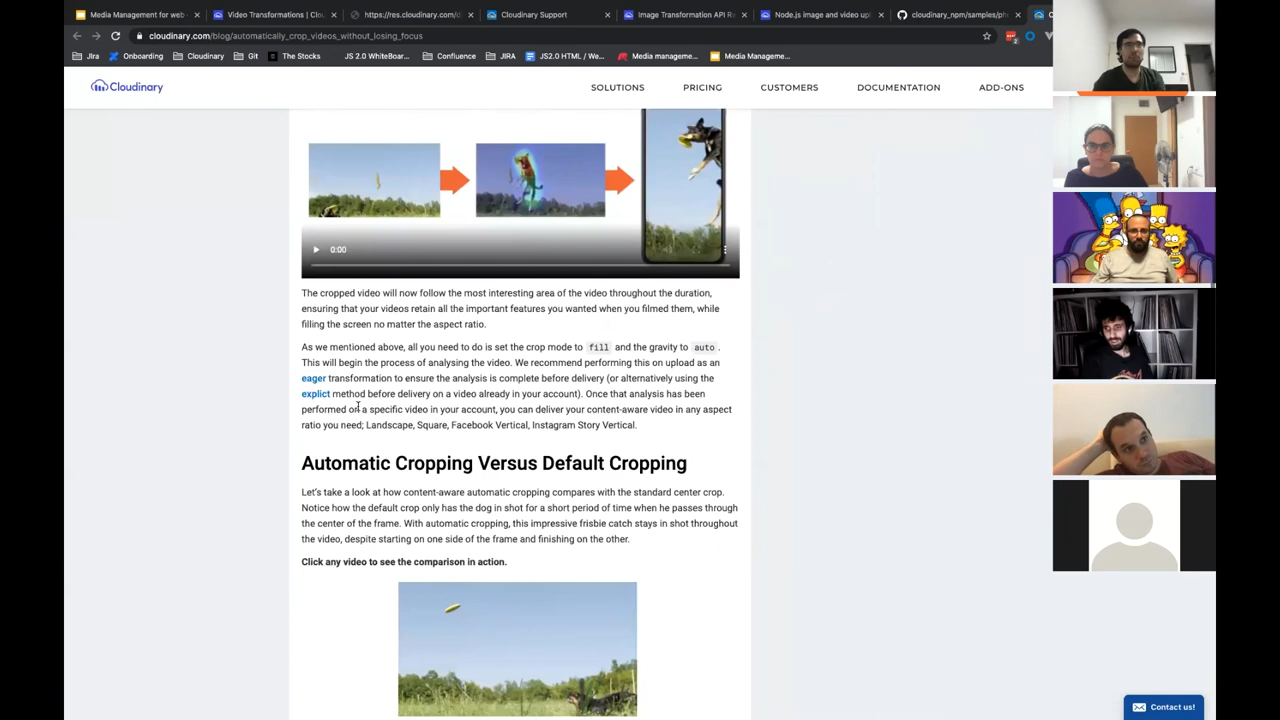 Media Management for web
Video Transformations | Clou
https://res.cloudinary.com/d
Cloudinary Support
Image Transformation API Re
Node.js image and video up
cloudinary_npm/samples/ph
cloudinary.com/blog/automatically_crop_videos_without_losing_focus
Jira
Onboarding
Cloudinary
Git
The Stocks
JS 2.0 WhiteBoar...
Confluence
JIRA
JS2.0 HTML / We...
Media manageme...
Media Manageme...
Cloudinary
SOLUTIONS
PRICING
CUSTOMERS
DOCUMENTATION
ADD-ONS
0:00
The cropped video will now follow the most interesting area of the video throughout the duration,
ensuring that your videos retain all the important features you wanted when you filmed them, while
filling the screen no matter the aspect ratio.
As we mentioned above, all you need to do is set the crop mode to fill and the gravity to auto .
This will begin the process of analysing the video. We recommend performing this on upload as an
eager transformation to ensure the analysis is complete before delivery (or alternatively using the
explict method before delivery on a video already in your account). Once that analysis has been
performed on a specific video in your account, you can deliver your content-aware video in any aspect
ratio you need; Landscape, Square, Facebook Vertical, Instagram Story Vertical.
Automatic Cropping Versus Default Cropping
Let's take a look at how content-aware automatic cropping compares with the standard center crop.
Notice how the default crop only has the dog in shot for a short period of time when he passes through
the center of the frame. With automatic cropping, this impressive frisbie catch stays in shot throughout
the video, despite starting on one side of the frame and finishing on the other.
Click any video to see the comparison in action.
Contact us!